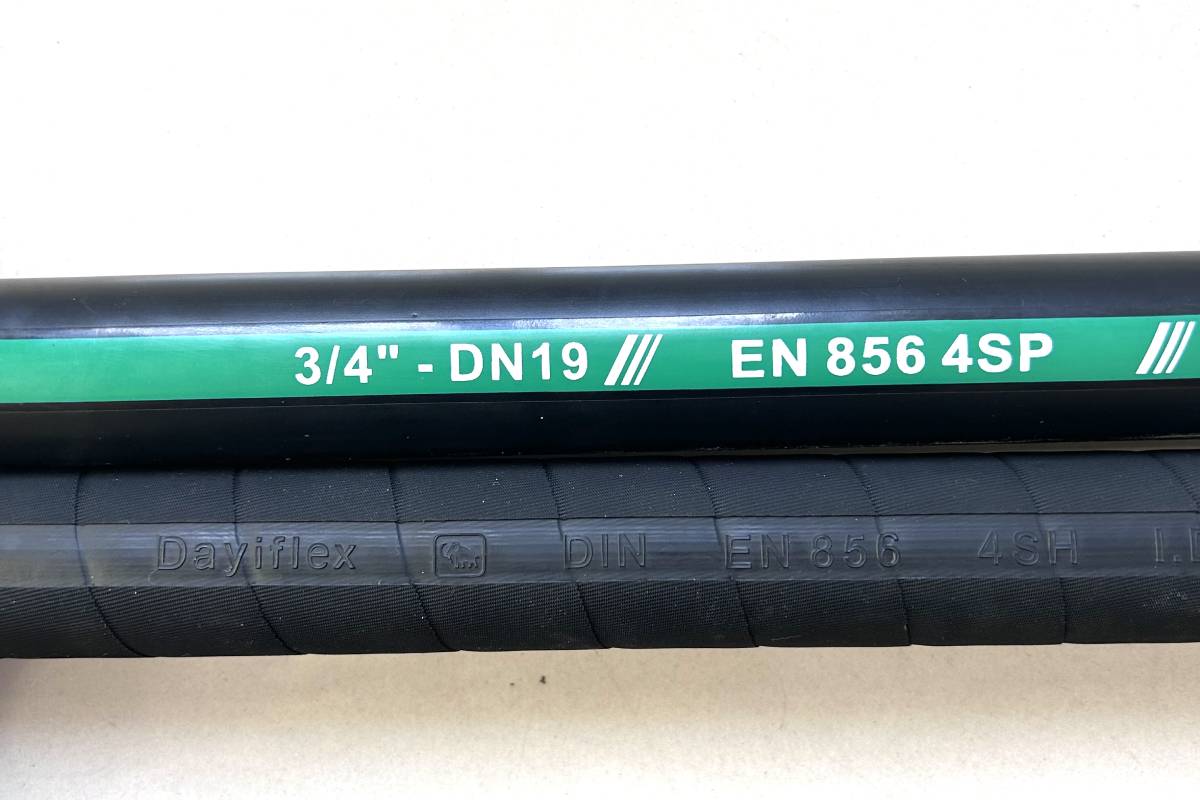 3/4" - DN19 /// EN 856 4SP ///
Dayiflex DIN EN 856 4SH I.